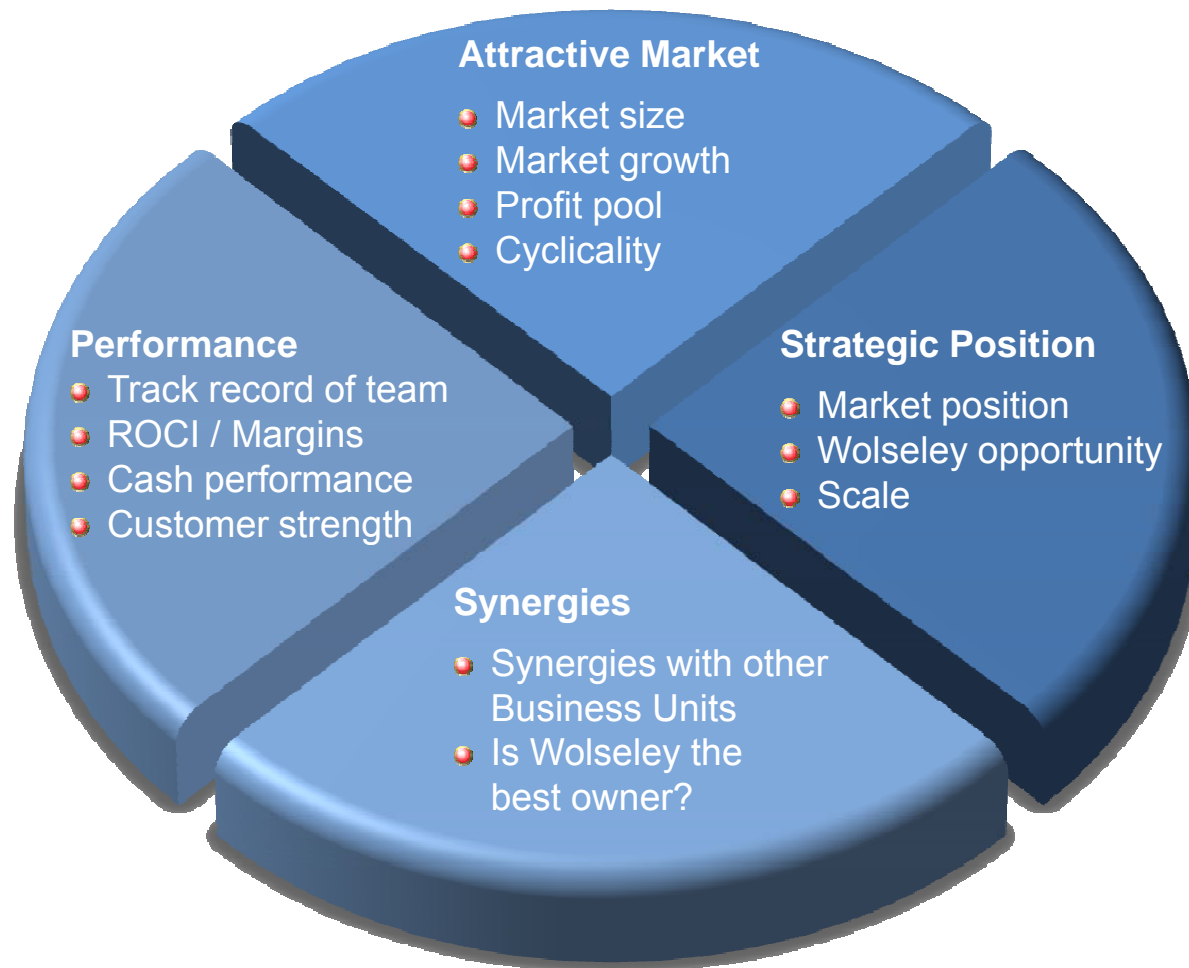 Attractive Market
Market size
Market growth
Profit pool
Cyclicality
Performance
Track record of team
ROCI / Margins
Cash performance
Customer strength
Strategic Position
Market position
Wolseley opportunity
Scale
Synergies
Synergies with other
Business Units
Is Wolseley the
best owner?